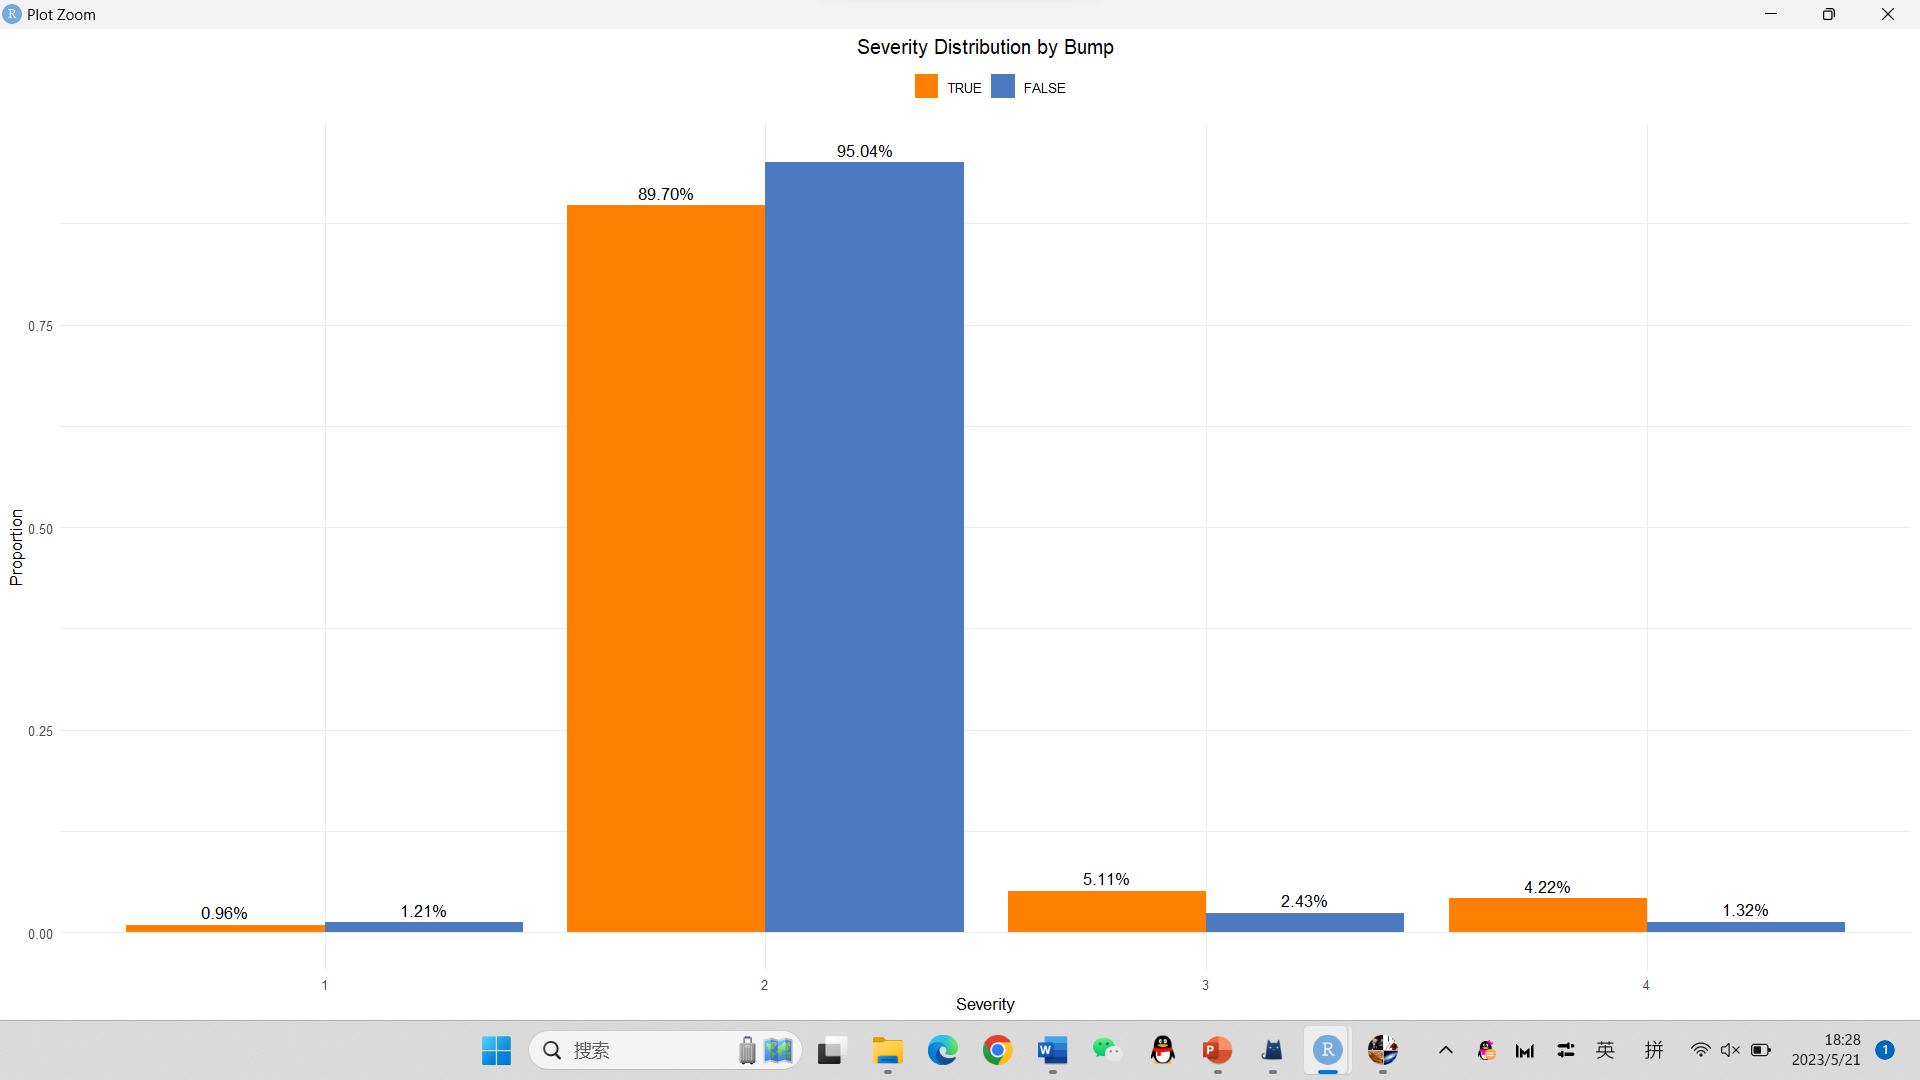 R Plot Zoom
Severity Distribution by Bump
TRUE FALSE
95.04%
89.70%
0.75
0.50
Proportion
0.25
5.11%
4.22%
2.43%
0.96%
1.21%
1.32%
0.00
1 2 3 4
Severity
搜索
W
P
R
英
拼
18:28
2023/5/21
1